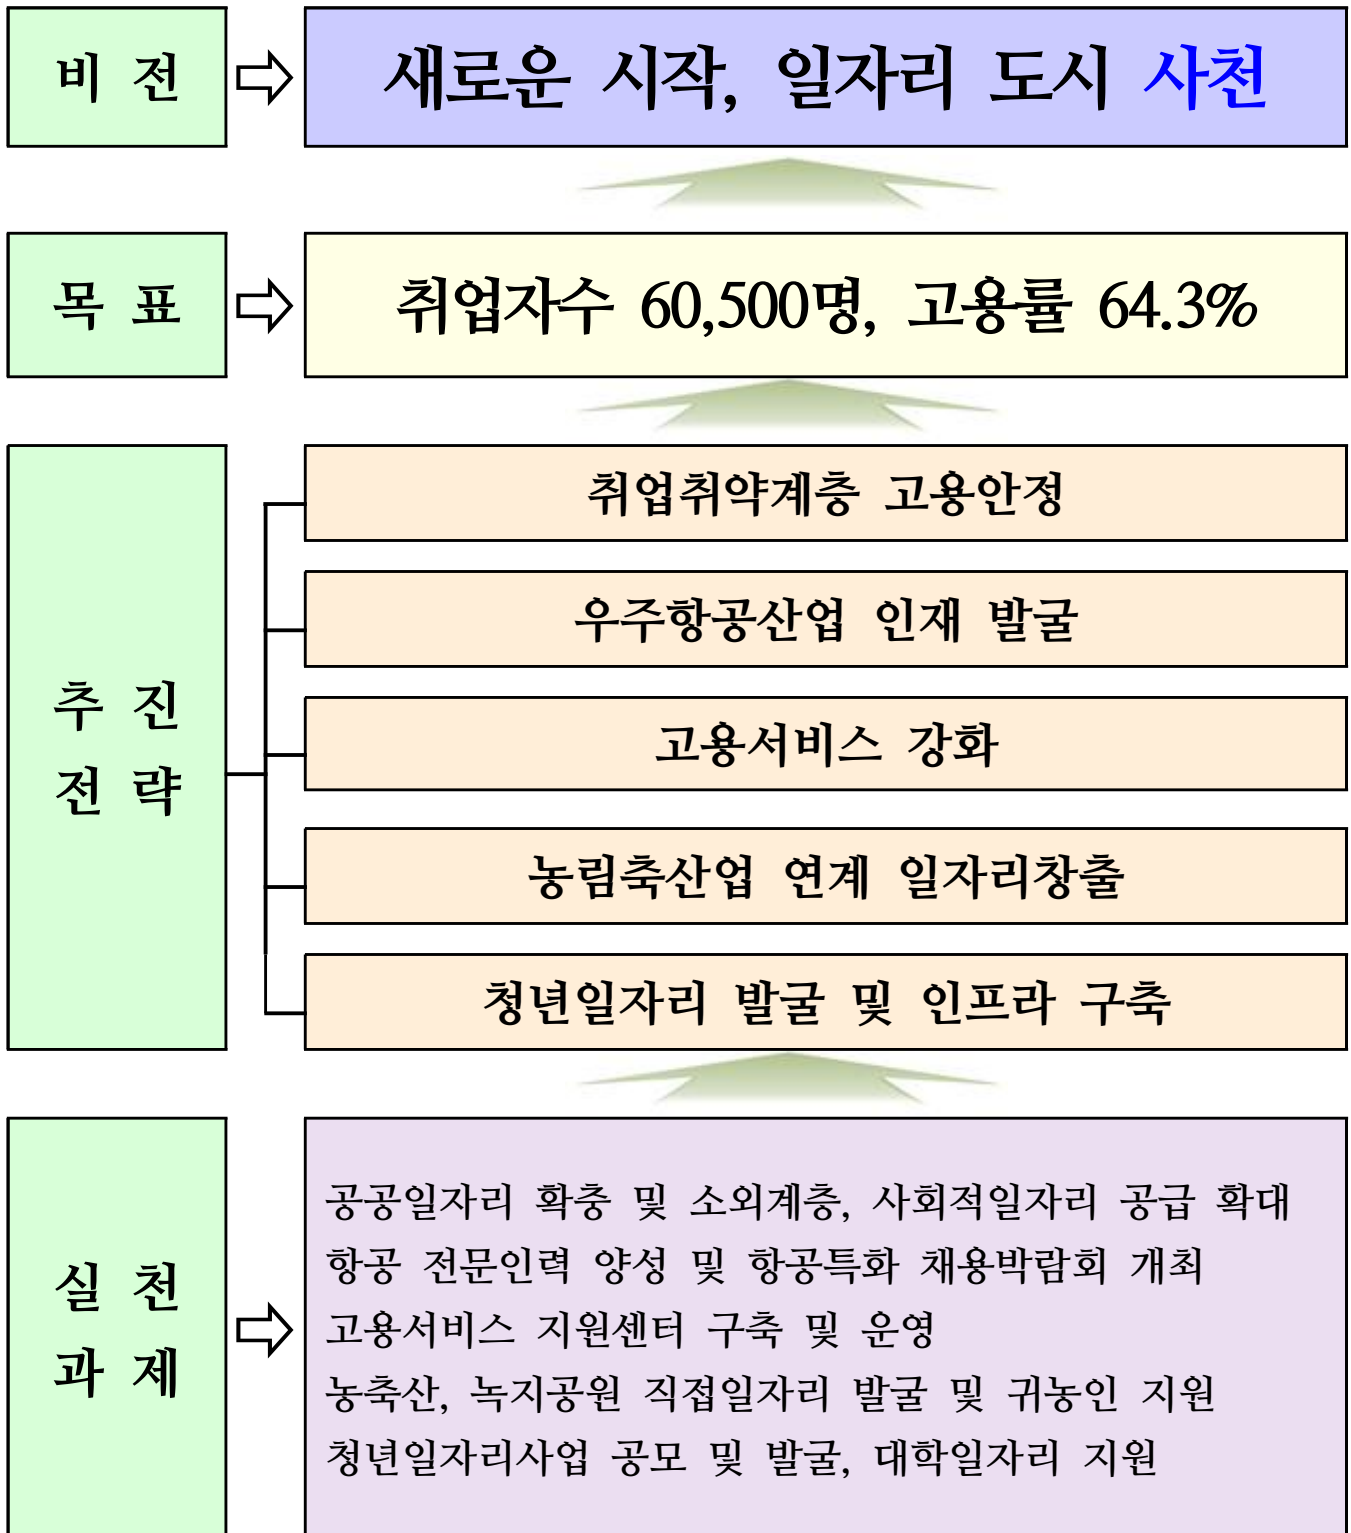 비 전
새로운 시작, 일자리 도시 사천
목 표
취업자수 60,500명, 고용률 64.3%
추 진
전 략
취업취약계층 고용안정
우주항공산업 인재 발굴
고용서비스 강화
농림축산업 연계 일자리창출
청년일자리 발굴 및 인프라 구축
실 천
과 제
공공일자리 확충 및 소외계층, 사회적일자리 공급 확대
항공 전문인력 양성 및 항공특화 채용박람회 개최
고용서비스 지원센터 구축 및 운영
농축산, 녹지공원 직접일자리 발굴 및 귀농인 지원
청년일자리사업 공모 및 발굴, 대학일자리 지원